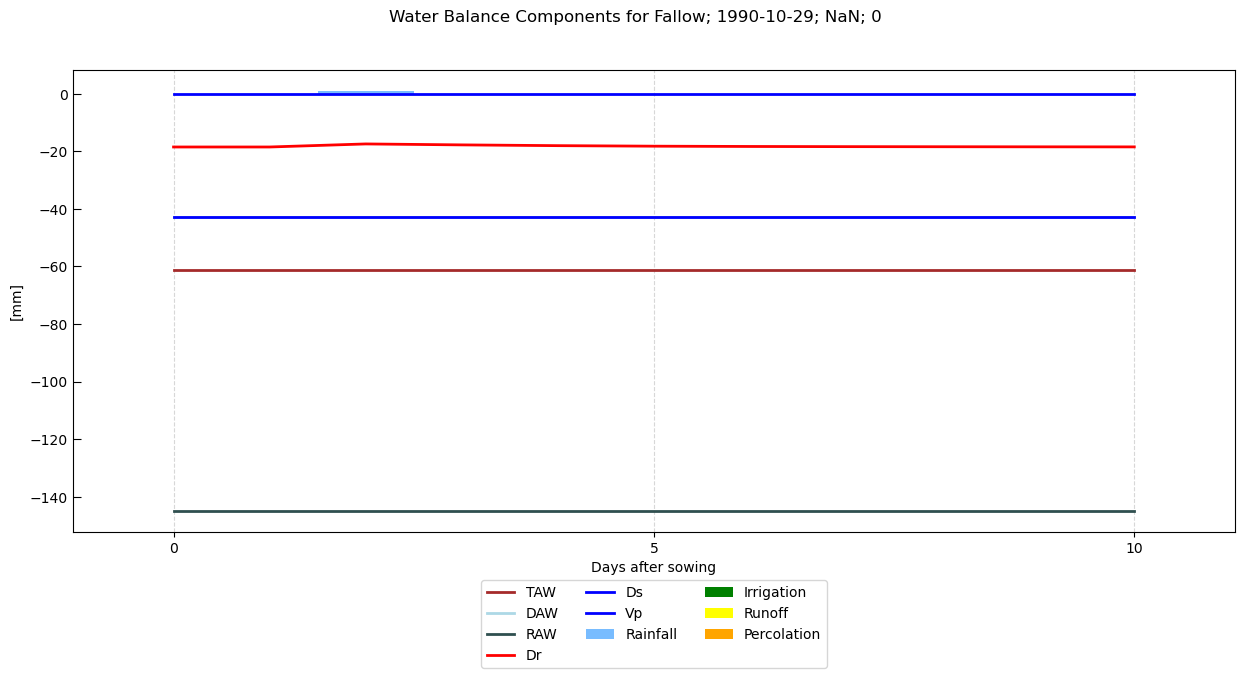 Water Balance Components for Fallow; 1990-10-29; NaN; 0
0
−20
−40
−60
−80
−100
−120
−140
[mm]
0 5 10
Days after sowing
TAW Ds Irrigation
DAW Vp Runoff
RAW Rainfall Percolation
Dr